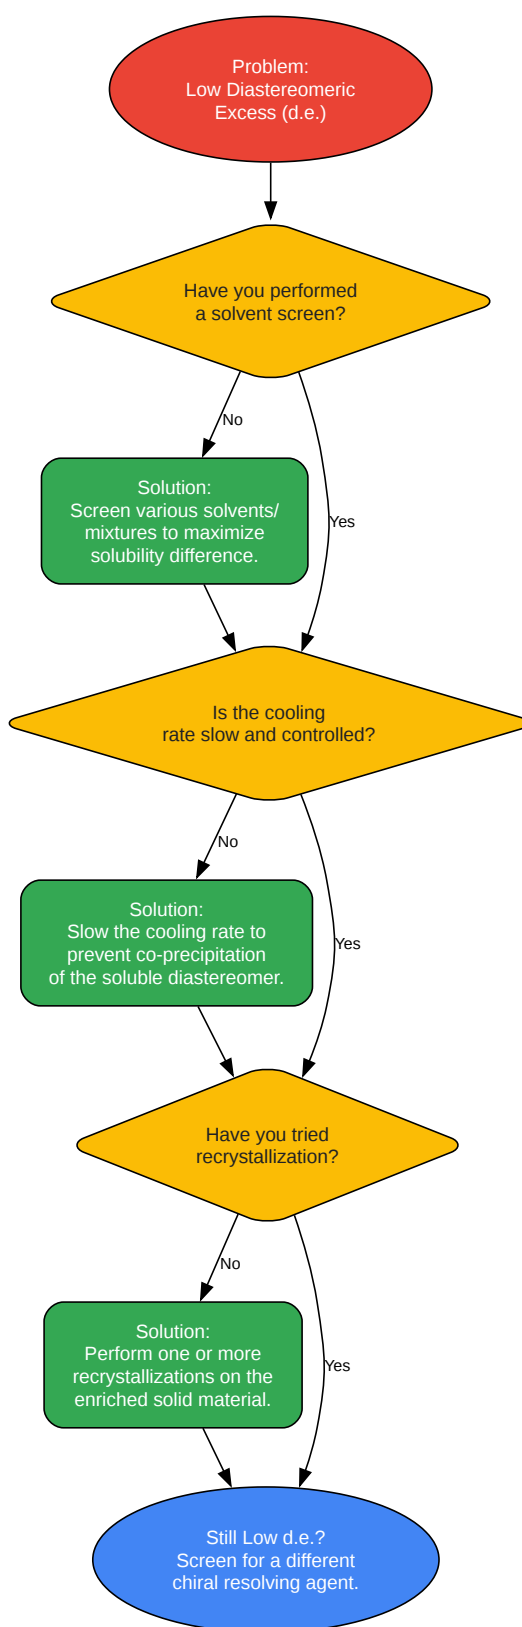 Problem:
Low Diastereomeric
Excess (d.e.)
Have you performed
a solvent screen?
No
Solution:
Screen various solvents/
mixtures to maximize
solubility difference.
Yes
Is the cooling
rate slow and controlled?
No
Solution:
Slow the cooling rate to
prevent co-precipitation
of the soluble diastereomer.
Yes
Have you tried
recrystallization?
No
Solution:
Perform one or more
recrystallizations on the
enriched solid material.
Yes
Still Low d.e.?
Screen for a different
chiral resolving agent.